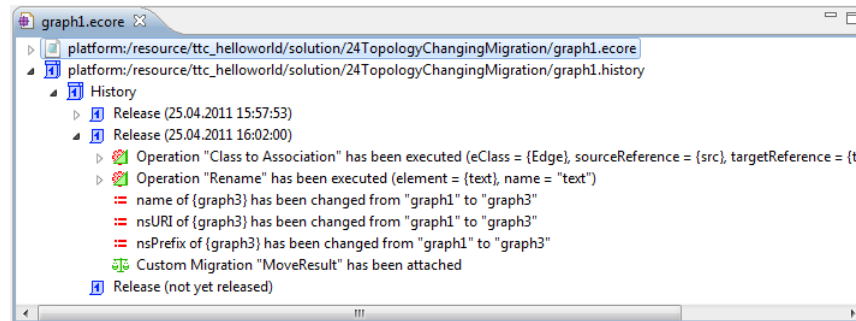 graph1.ecore
platform:/resource/ttc_helloworld/solution/24TopologyChangingMigration/graph1.ecore
platform:/resource/ttc_helloworld/solution/24TopologyChangingMigration/graph1.history
History
Release (25.04.2011 15:57:53)
Release (25.04.2011 16:02:00)
Operation "Class to Association" has been executed (eClass = {Edge}, sourceReference = {src}, targetReference = {t
Operation "Rename" has been executed (element = {text}, name = "text")
name of {graph3} has been changed from "graph1" to "graph3"
nsURI of {graph3} has been changed from "graph1" to "graph3"
nsPrefix of {graph3} has been changed from "graph1" to "graph3"
Custom Migration "MoveResult" has been attached
Release (not yet released)